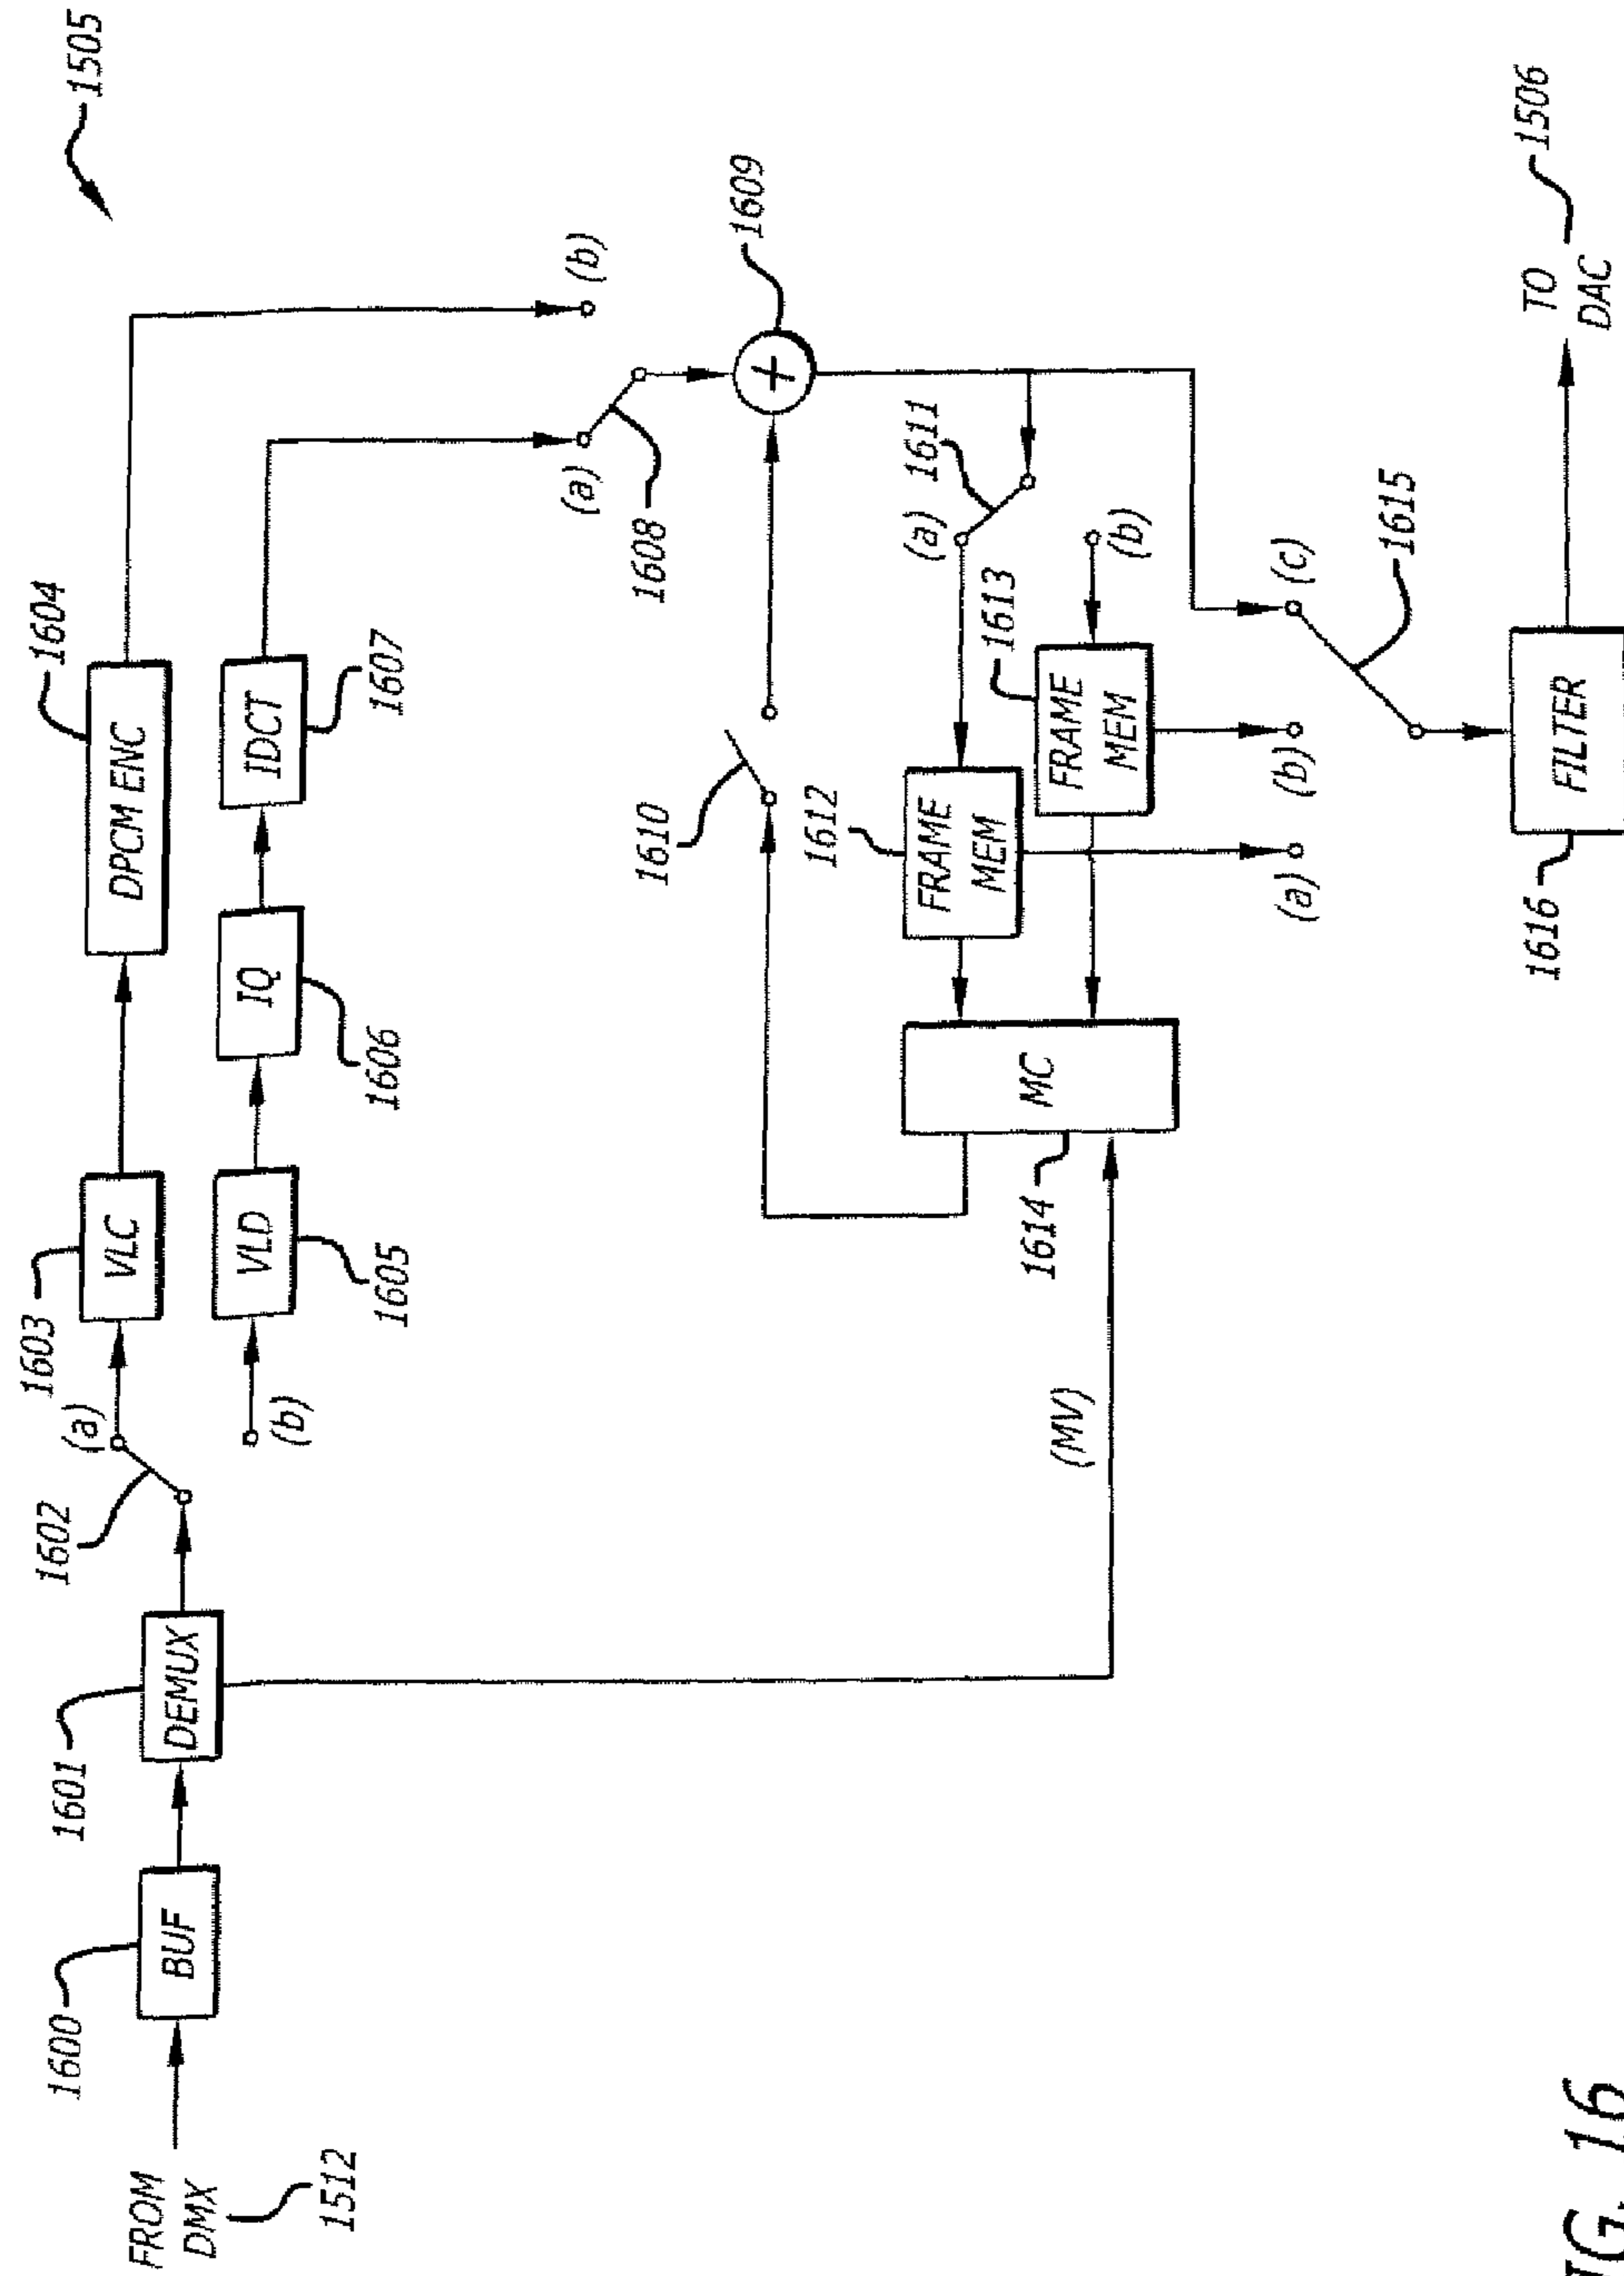 1505
FROM
DMX
1512
1600
BUF
1601
DEMUX
1602
(a)
(b)
1603
VLC
VLD
1605
IQ
1606
1604
DPCM ENC
IDCT
1607
(a)
(b)
1608
1609
1610
(a)
1611
(b)
1612
FRAME
MEM
1613
FRAME
MEM
MC
1614
(MV)
(a)
(b)
(c)
1615
FILTER
1616
TO
DAC
1506
IG. 16